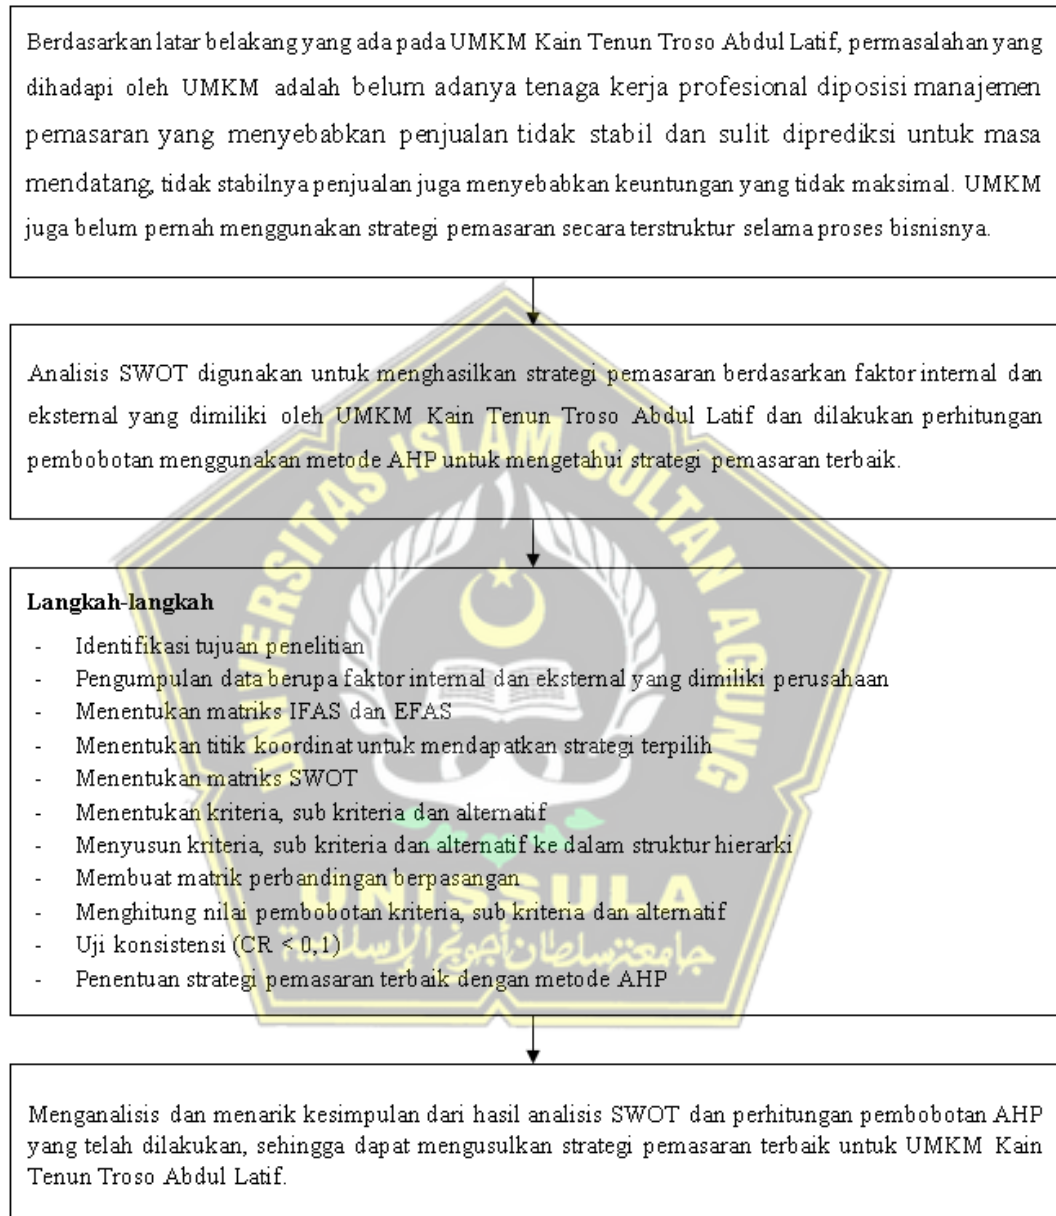 Berdasarkan latar belakang yang ada pada UMKM Kain Tenun Troso Abdul Latif, permasalahan yang
dihadapi oleh UMKM adalah belum adanya tenaga kerja profesional diposisi manajemen
pemasaran yang menyebabkan penjualan tidak stabil dan sulit diprediksi untuk masa
mendatang, tidak stabilnya penjualan juga menyebabkan keuntungan yang tidak maksimal. UMKM
juga belum pernah menggunakan strategi pemasaran secara terstruktur selama proses bisnisnya.
Analisis SWOT digunakan untuk menghasilkan strategi pemasaran berdasarkan faktor internal dan
eksternal yang dimiliki oleh UMKM Kain Tenun Troso Abdul Latif dan dilakukan perhitungan
pembobotan menggunakan metode AHP untuk mengetahui strategi pemasaran terbaik.
Langkah-langkah
- Identifikasi tujuan penelitian
- Pengumpulan data berupa faktor internal dan eksternal yang dimiliki perusahaan
- Menentukan matriks IFAS dan EFAS
- Menentukan titik koordinat untuk mendapatkan strategi terpilih
- Menentukan matriks SWOT
- Menentukan kriteria, sub kriteria dan alternatif
- Menyusun kriteria, sub kriteria dan alternatif ke dalam struktur hierarki
- Membuat matrik perbandingan berpasangan
- Menghitung nilai pembobotan kriteria, sub kriteria dan alternatif
- Uji konsistensi (CR < 0,1)
- Penentuan strategi pemasaran terbaik dengan metode AHP
Menganalisis dan menarik kesimpulan dari hasil analisis SWOT dan perhitungan pembobotan AHP
yang telah dilakukan, sehingga dapat mengusulkan strategi pemasaran terbaik untuk UMKM Kain
Tenun Troso Abdul Latif.
UNIVERSITAS ISLAM SULTAN AGUNG
UNISSULA
جامعة سلطان أجونج الإسلامية